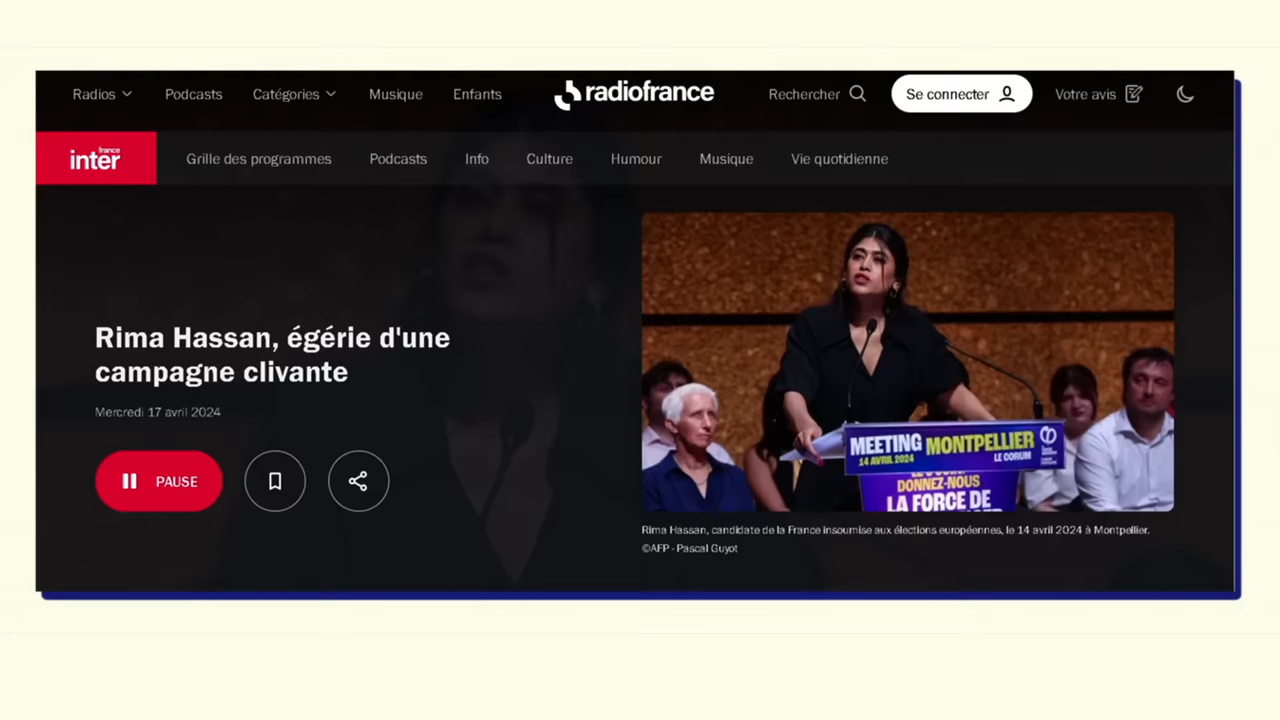 Radios
Podcasts
Catégories
Musique
Enfants
radiofrance
Rechercher
Se connecter
Votre avis
france
inter
Grille des programmes
Podcasts
Info
Culture
Humour
Musique
Vie quotidienne
Rima Hassan, égérie d'une
campagne clivante
Mercredi 17 avril 2024
PAUSE
MEETING MONTPELLIER
14 AVRIL 2024 LE CORUM
DONNEZ-NOUS
LA FORCE DE
Rima Hassan, candidate de la France insoumise aux élections européennes, le 14 avril 2024 à Montpellier.
©AFP - Pascal Guyot